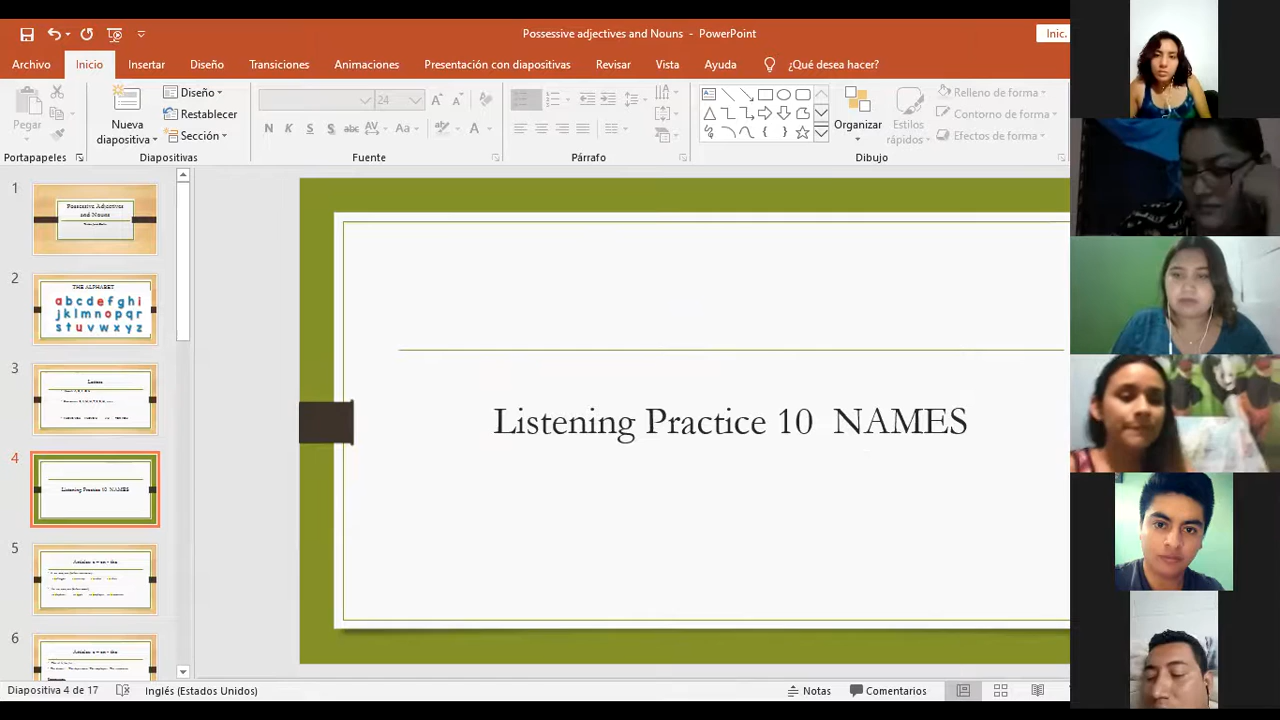 Possessive adjectives and Nouns - PowerPoint
Inic.
Archivo Inicio Insertar Diseño Transiciones Animaciones Presentación con diapositivas Revisar Vista Ayuda ¿Qué desea hacer?
Pegar
Nueva diapositiva
Diseño
Restablecer
Sección
24
N K S abc AV Aa A
Organizar
Estilos rápidos
Relleno de forma
Contorno de forma
Efectos de forma
Portapapeles Diapositivas Fuente Párrafo Dibujo
1
Possessive Adjectives
and Nouns
2
THE ALPHABET
a b c d e f g h i
j k l m n o p q r
s t u v w x y z
3
4
Listening Practice 10 NAMES
5
6
Listening Practice 10 NAMES
Diapositiva 4 de 17 Inglés (Estados Unidos) Notas Comentarios